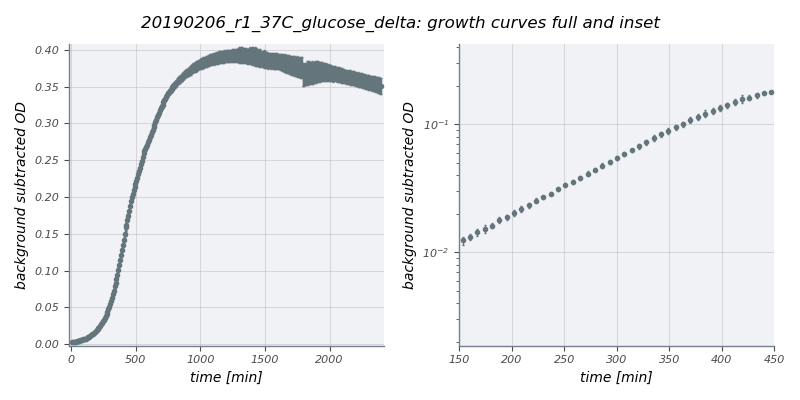 20190206_r1_37C_glucose_delta: growth curves full and inset
background subtracted OD
0.40
0.35
0.30
0.25
0.20
0.15
0.10
0.05
0.00
0 500 1000 1500 2000
time [min]
background subtracted OD
10⁻¹
10⁻²
150 200 250 300 350 400 450
time [min]